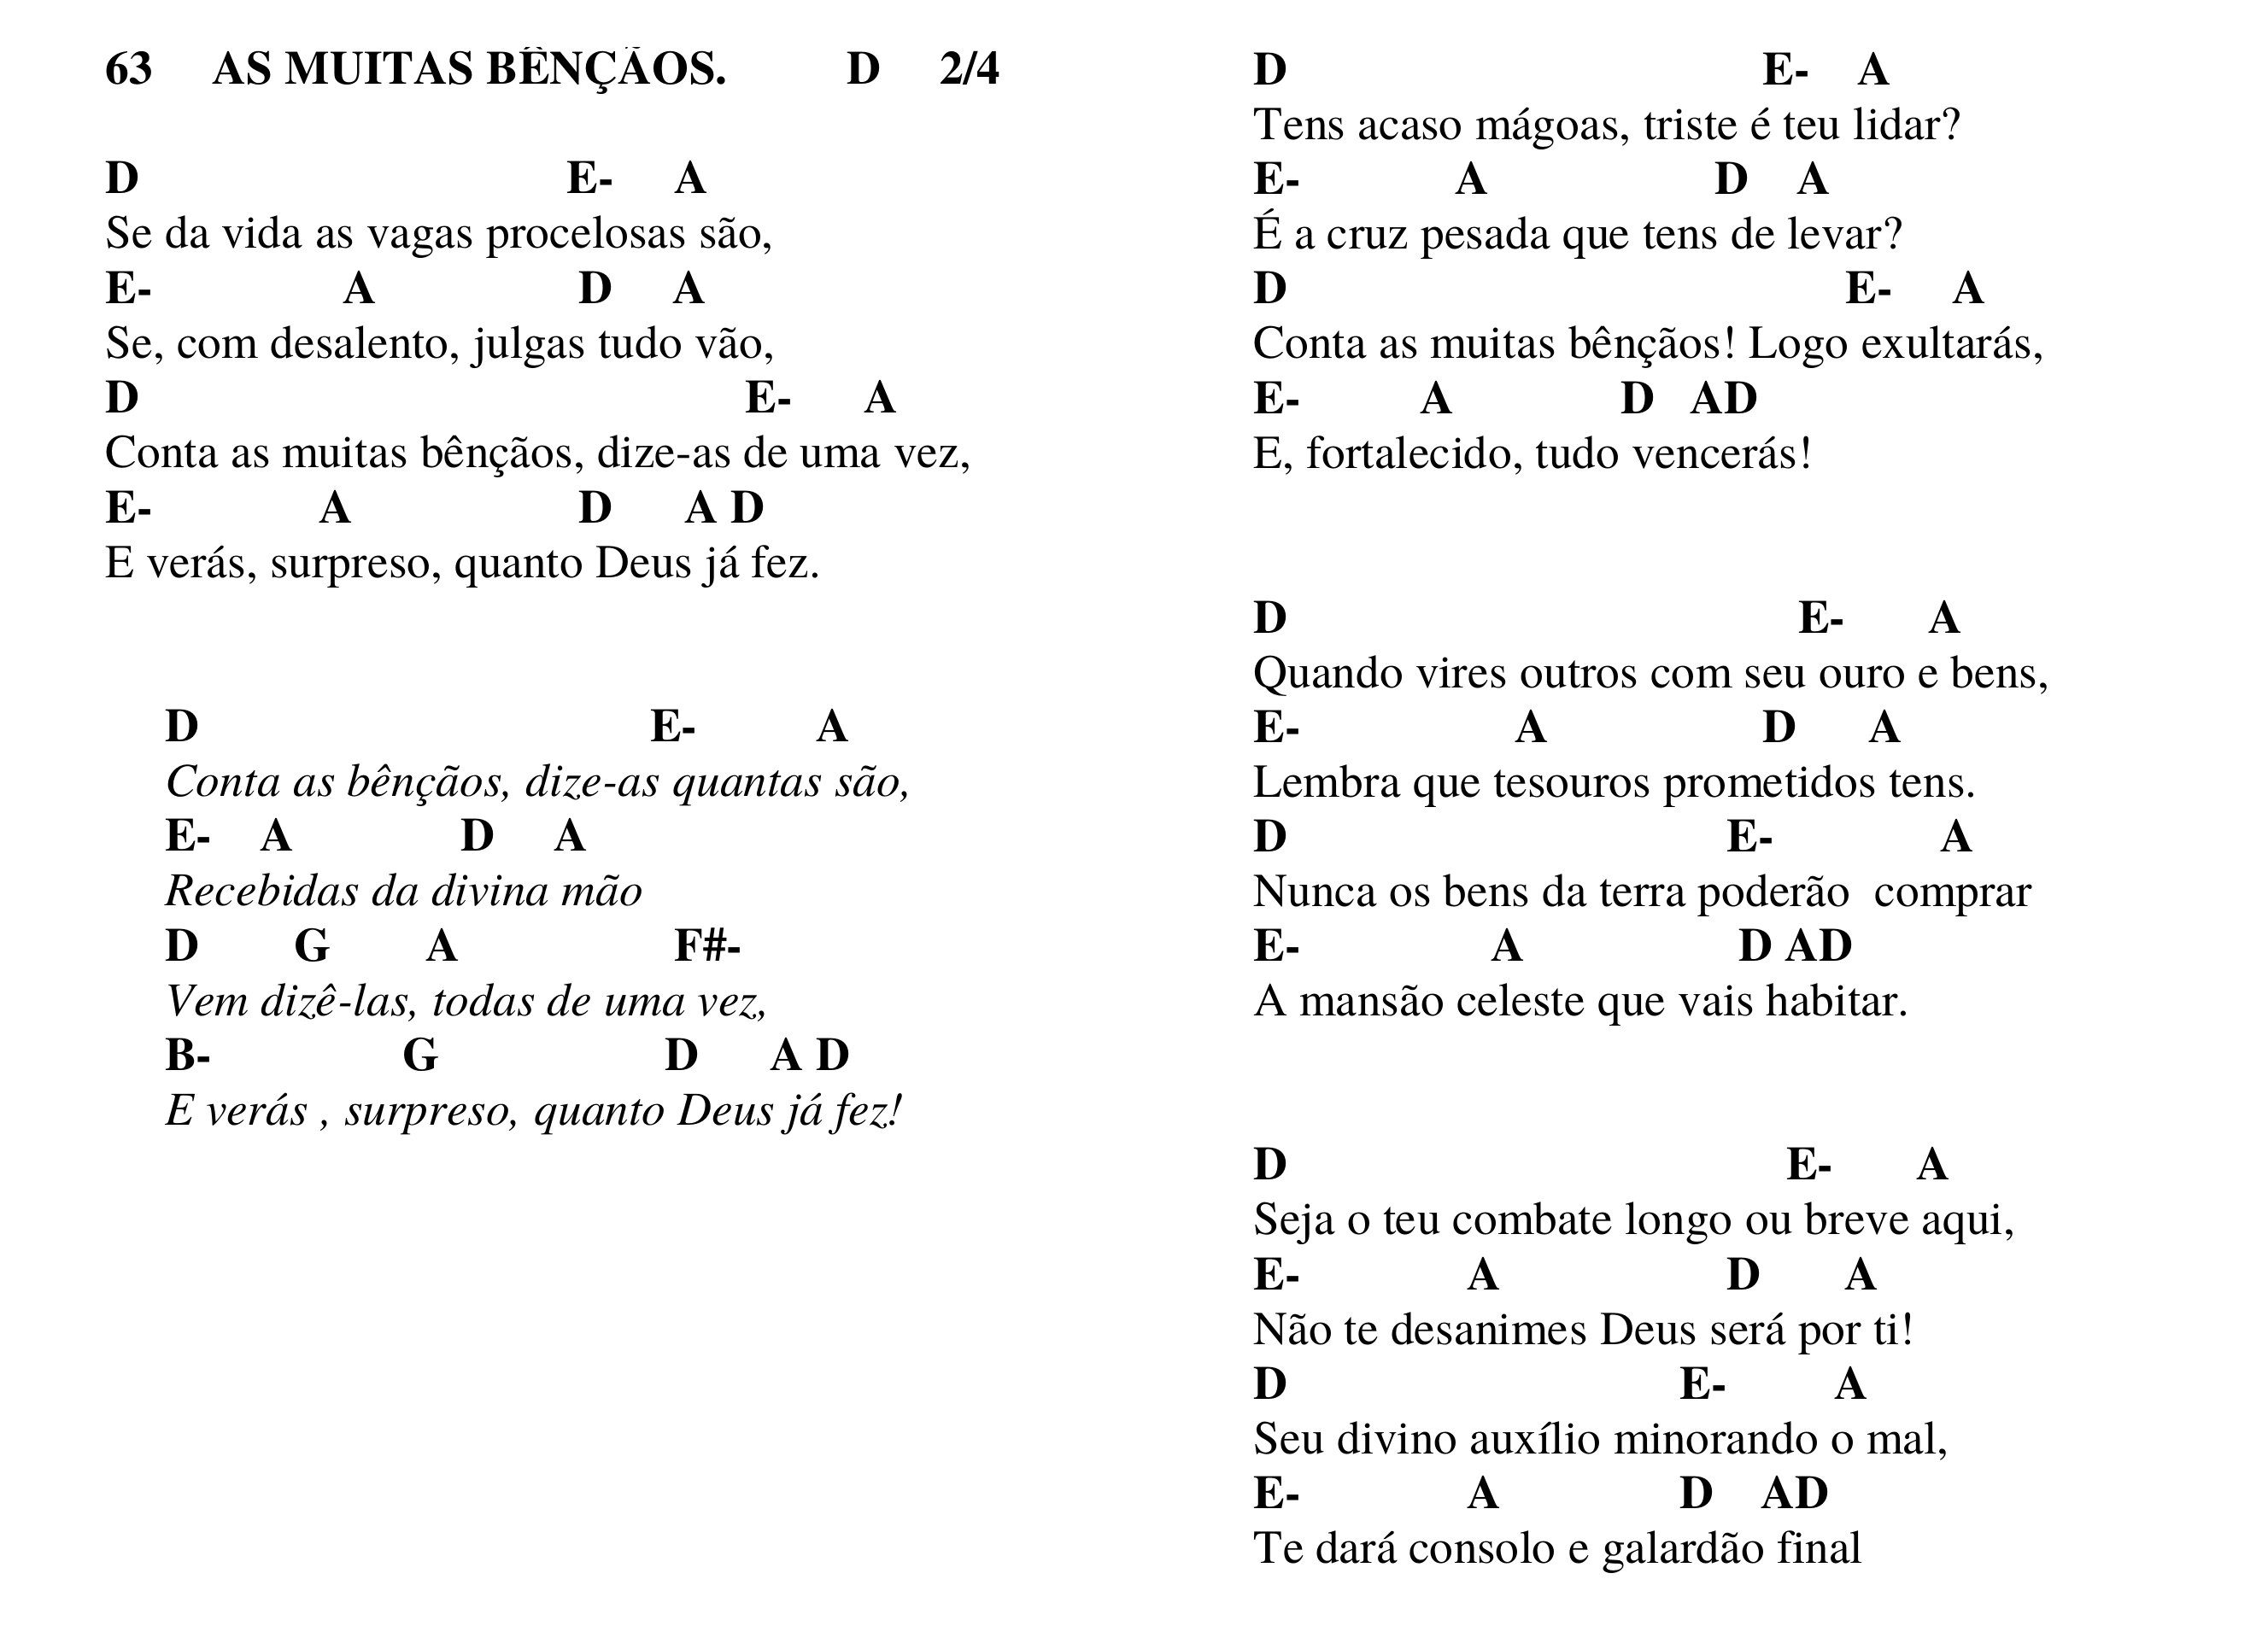 63 AS MUITAS BÊNÇÃOS. D 2/4
D E- A
Se da vida as vagas procelosas são,
E- A D A
Se, com desalento, julgas tudo vão,
D E- A
Conta as muitas bênçãos, dize-as de uma vez,
E- A D A D
E verás, surpreso, quanto Deus já fez.
D E- A
Conta as bênçãos, dize-as quantas são,
E- A D A
Recebidas da divina mão
D G A F#-
Vem dizê-las, todas de uma vez,
B- G D A D
E verás , surpreso, quanto Deus já fez!
D E- A
Tens acaso mágoas, triste é teu lidar?
E- A D A
É a cruz pesada que tens de levar?
D E- A
Conta as muitas bênçãos! Logo exultarás,
E- A D AD
E, fortalecido, tudo vencerás!
D E- A
Quando vires outros com seu ouro e bens,
E- A D A
Lembra que tesouros prometidos tens.
D E- A
Nunca os bens da terra poderão  comprar
E- A D AD
A mansão celeste que vais habitar.
D E- A
Seja o teu combate longo ou breve aqui,
E- A D A
Não te desanimes Deus será por ti!
D E- A
Seu divino auxílio minorando o mal,
E- A D AD
Te dará consolo e galardão final